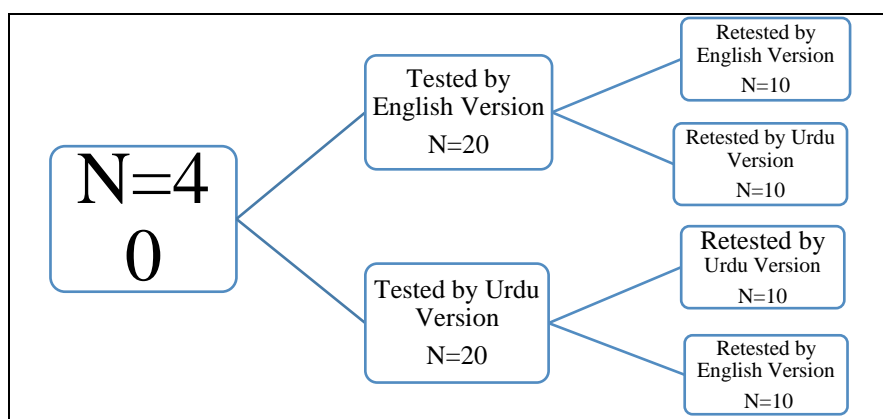 N=4
0
Tested by
English Version
N=20
Tested by Urdu
Version
N=20
Retested by
English Version
N=10
Retested by Urdu
Version
N=10
Retested by
Urdu Version
N=10
Retested by
English Version
N=10